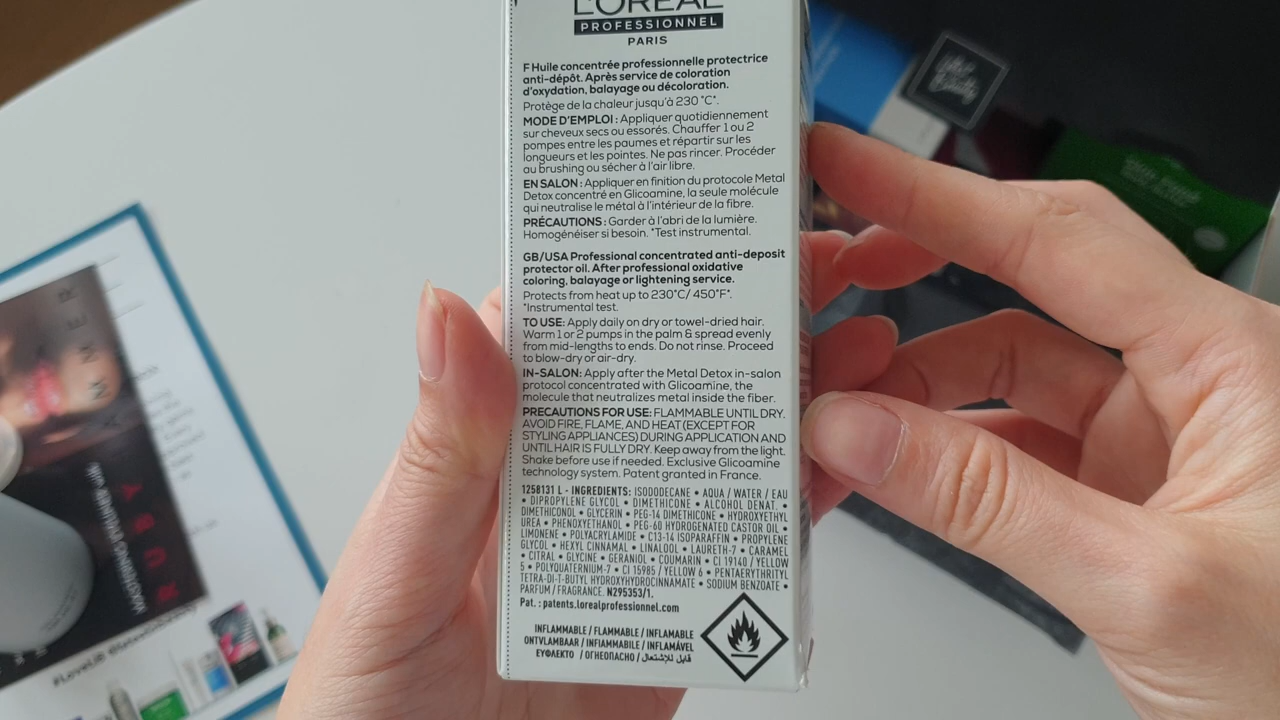 L'ORÉAL
PROFESSIONNEL
PARIS
F Huile concentrée professionnelle protectrice
anti-dépôt. Après service de coloration
d'oxydation, balayage ou décoloration.
Protège de la chaleur jusqu'à 230 °C*.
MODE D'EMPLOI : Appliquer quotidiennement
sur cheveux secs ou essorés. Chauffer 1 ou 2
pompes entre les paumes et répartir sur les
longueurs et les pointes. Ne pas rincer. Procéder
au brushing ou sécher à l'air libre.
EN SALON : Appliquer en finition du protocole Metal
Detox concentré en Glicoamine, la seule molécule
qui neutralise le métal à l'intérieur de la fibre.
PRÉCAUTIONS : Garder à l'abri de la lumière.
Homogénéiser si besoin. *Test instrumental.
GB/USA Professional concentrated anti-deposit
protector oil. After professional oxidative
coloring, balayage or lightening service.
Protects from heat up to 230°C/ 450°F*.
*Instrumental test.
TO USE: Apply daily on dry or towel-dried hair.
Warm 1 or 2 pumps in the palm & spread evenly
from mid-lengths to ends. Do not rinse. Proceed
to blow-dry or air-dry.
IN-SALON: Apply after the Metal Detox in-salon
protocol concentrated with Glicoamine, the
molecule that neutralizes metal inside the fiber.
PRECAUTIONS FOR USE: FLAMMABLE UNTIL DRY.
AVOID FIRE, FLAME, AND HEAT (EXCEPT FOR
STYLING APPLIANCES) DURING APPLICATION AND
UNTIL HAIR IS FULLY DRY. Keep away from the light.
Shake before use if needed. Exclusive Glicoamine
technology system. Patent granted in France.
1258131 L - INGREDIENTS: ISODODECANE • AQUA / WATER / EAU
• DIPROPYLENE GLYCOL • DIMETHICONE • ALCOHOL DENAT. •
DIMETHICONOL • GLYCERIN • PEG-14 DIMETHICONE • HYDROXYETHYL
UREA • PHENOXYETHANOL • PEG-60 HYDROGENATED CASTOR OIL •
LIMONENE • POLYACRYLAMIDE • C13-14 ISOPARAFFIN • PROPYLENE
GLYCOL • HEXYL CINNAMAL • LINALOOL • LAURETH-7 • CARAMEL
• CITRAL • GLYCINE • GERANIOL • COUMARIN • CI 19140 / YELLOW
5 • POLYQUATERNIUM-7 • CI 15985 / YELLOW 6 • PENTAERYTHRITYL
TETRA-DI-T-BUTYL HYDROXYHYDROCINNAMATE • SODIUM BENZOATE •
PARFUM / FRAGRANCE. N295353/1.
Pat. : patents.lorealprofessionnel.com
INFLAMMABLE / FLAMMABLE / INFLAMABLE
ONTVLAMBAAR / INFIAMMABILE / INFLAMÁVEL
ΕΥΦΛΕΚΤΟ / ОГНЕОПАСНО / قابل للإشتعال